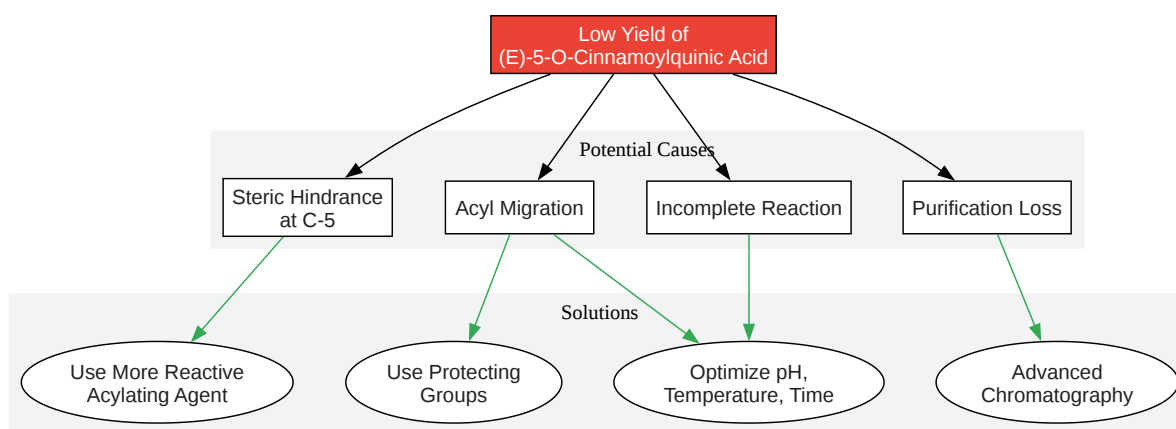 Low Yield of
(E)-5-O-Cinnamoylquinic Acid
Potential Causes
Steric Hindrance
at C-5
Acyl Migration
Incomplete Reaction
Purification Loss
Solutions
Use More Reactive
Acylating Agent
Use Protecting
Groups
Optimize pH,
Temperature, Time
Advanced
Chromatography